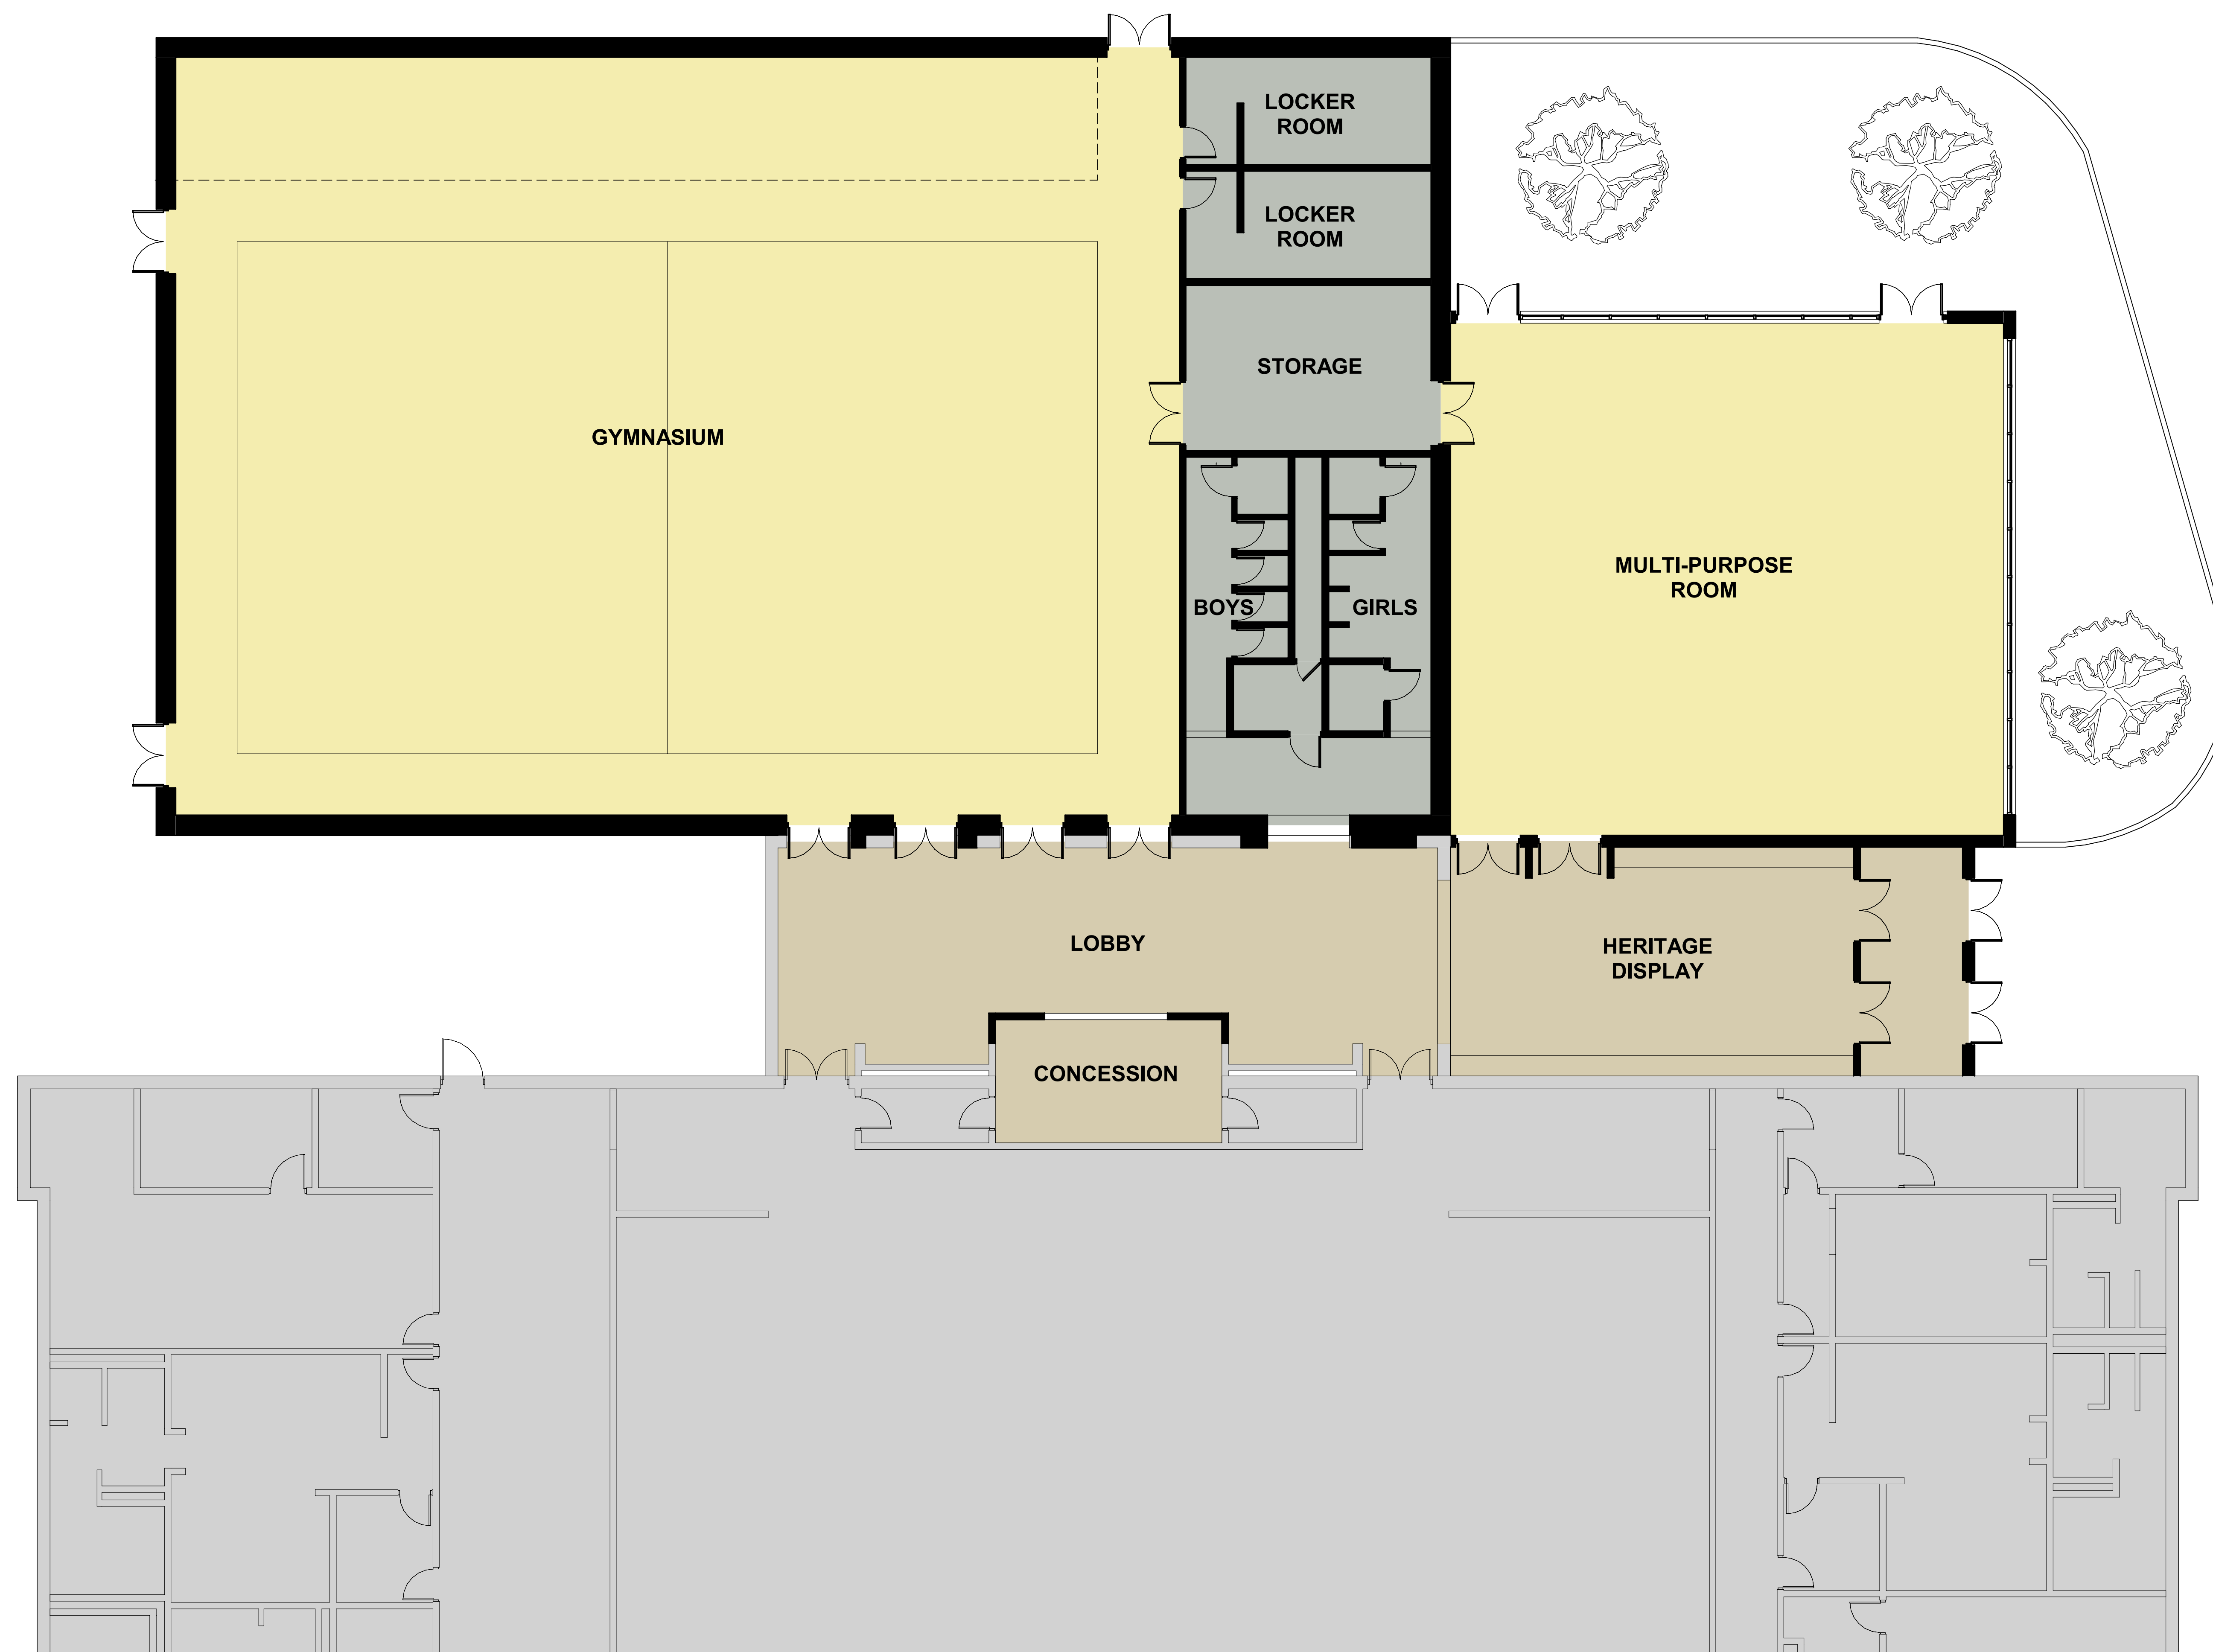 LOCKER
ROOM
LOCKER
ROOM
STORAGE
GYMNASIUM
MULTI-PURPOSE
ROOM
BOYS
GIRLS
LOBBY
HERITAGE
DISPLAY
CONCESSION